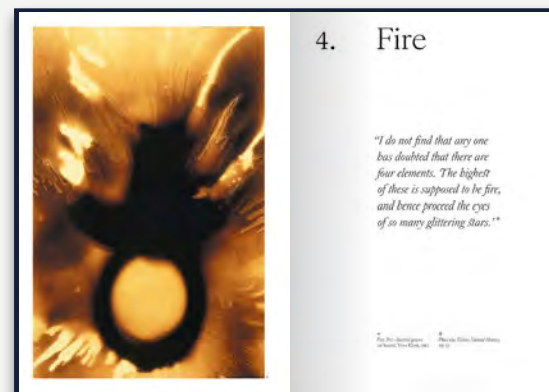 4. Fire
“I do not find that any one
has doubted that there are
four elements. The highest
of these is supposed to be fire,
and hence proceed the eyes
of so many glittering stars.”*